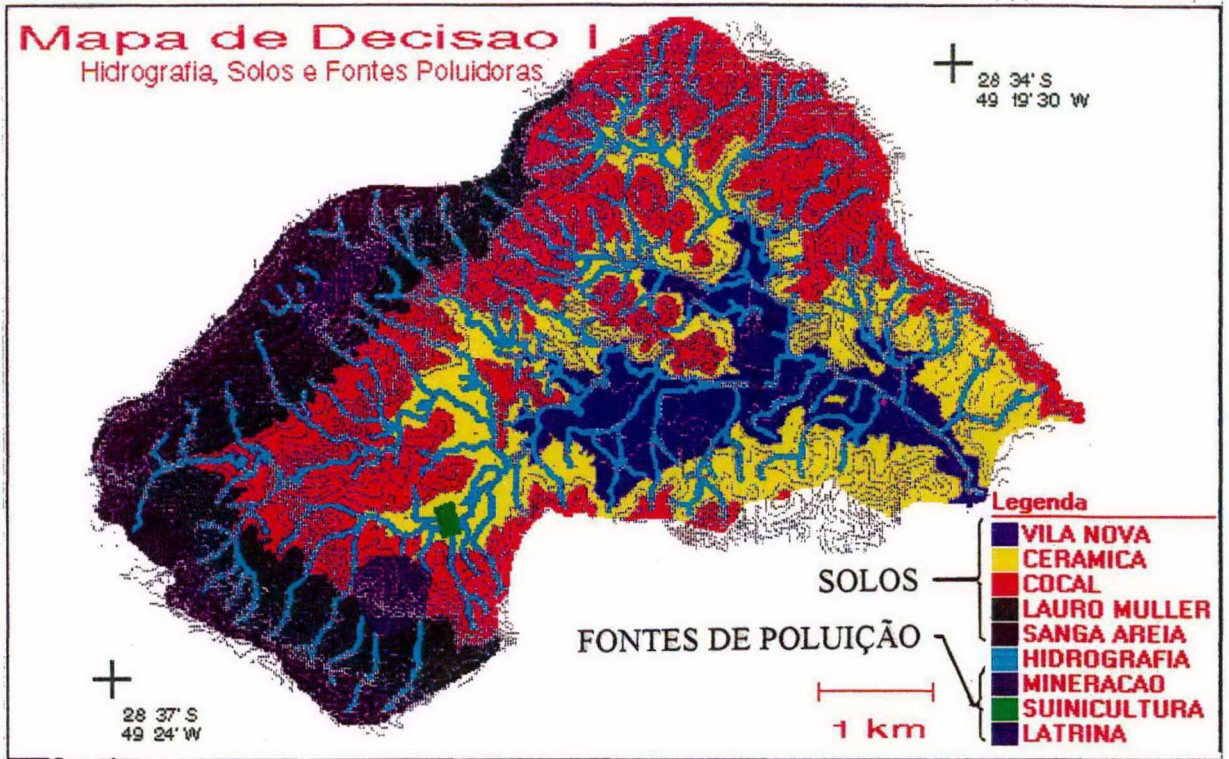 Mapa de Decisao I
Hidrografia, Solos e Fontes Poluidoras
28 34' S
49 19' 30 W
Legenda
VILA NOVA
CERAMICA
COCAL
LAURO MULLER
SANGA AREIA
HIDROGRAFIA
MINERACAO
SUINICULTURA
LATRINA
SOLOS
FONTES DE POLUIÇÃO
1 km
28 37' S
49 24' W